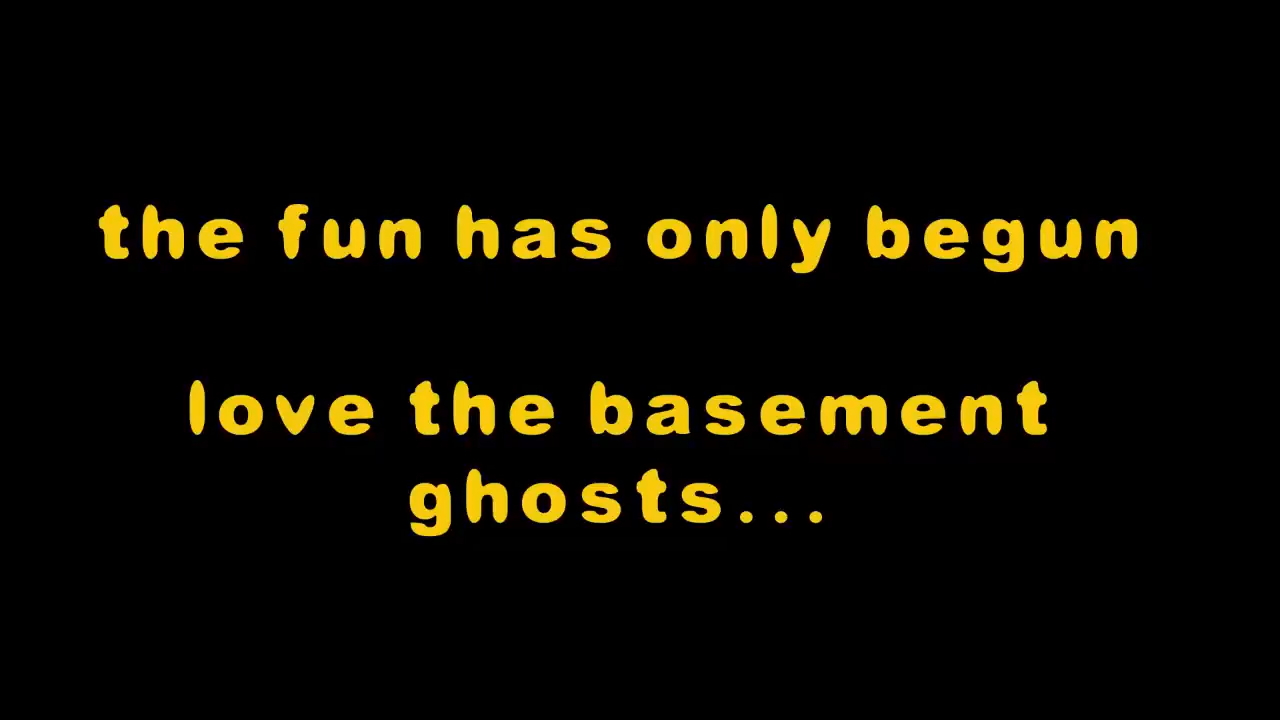 the fun has only begun
love the basement
ghosts...